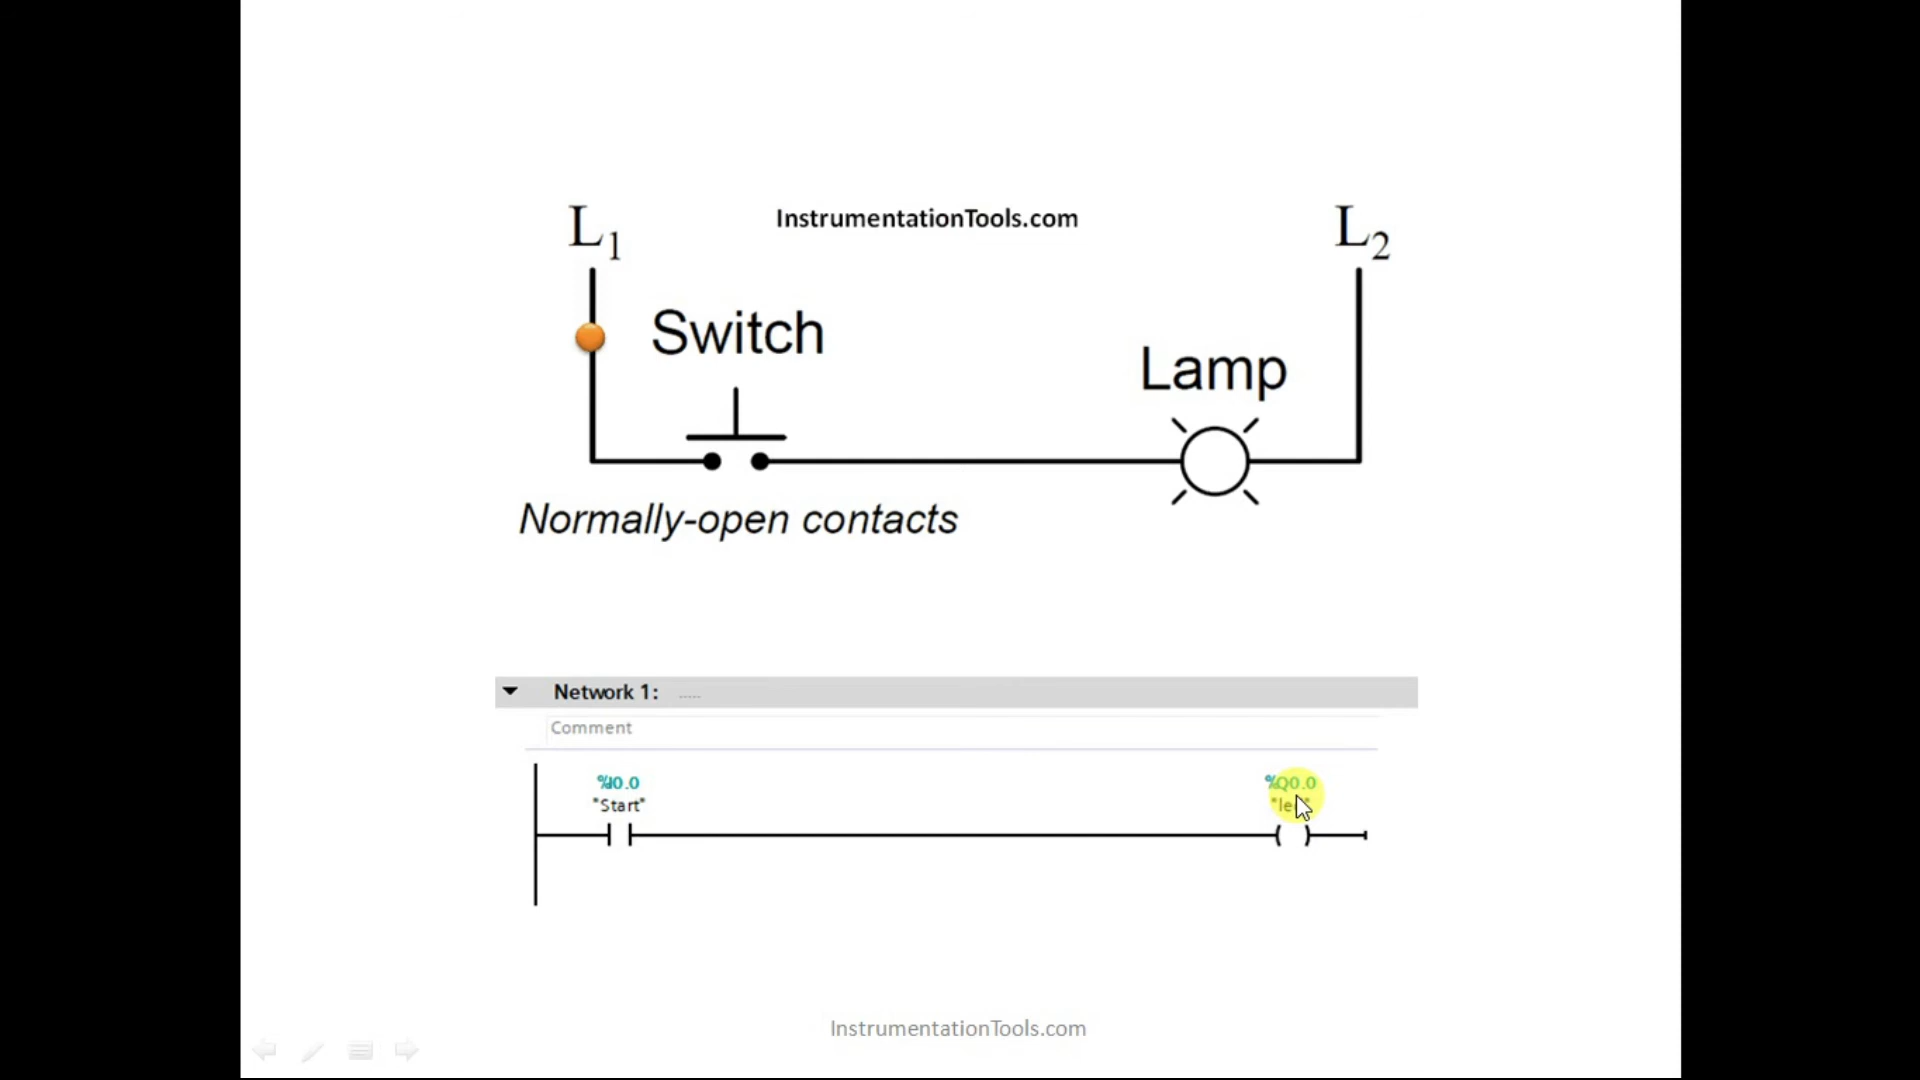 L1
InstrumentationTools.com
L2
Switch
Lamp
Normally-open contacts
Network 1: .....
Comment
%I0.0
%Q0.0
"Start"
InstrumentationTools.com